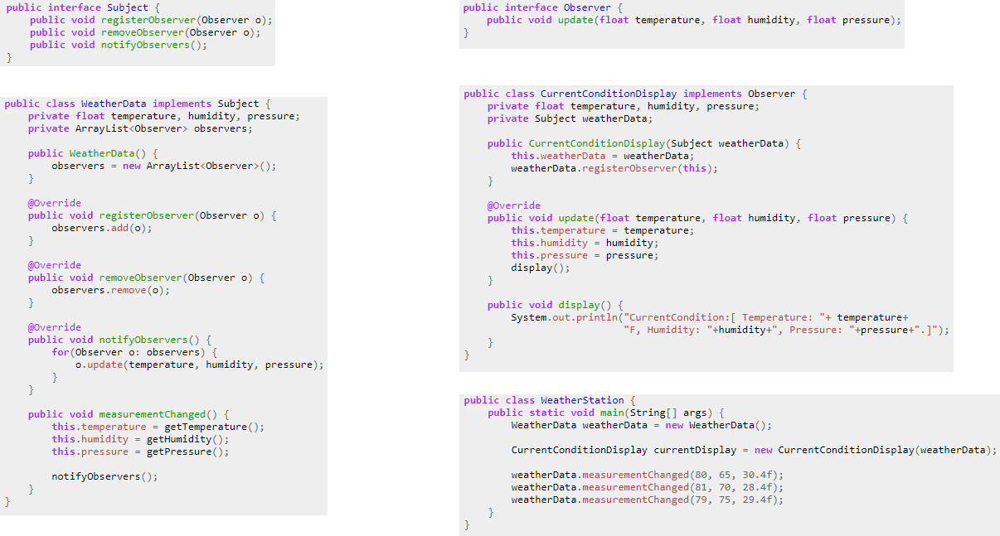 public interface Subject {
    public void registerObserver(Observer o);
    public void removeObserver(Observer o);
    public void notifyObservers();
}
public class WeatherData implements Subject {
    private float temperature, humidity, pressure;
    private ArrayList<Observer> observers;

    public WeatherData() {
        observers = new ArrayList<Observer>();
    }

    @Override
    public void registerObserver(Observer o) {
        observers.add(o);
    }

    @Override
    public void removeObserver(Observer o) {
        observers.remove(o);
    }

    @Override
    public void notifyObservers() {
        for(Observer o: observers) {
            o.update(temperature, humidity, pressure);
        }
    }

    public void measurementChanged() {
        this.temperature = getTemperature();
        this.humidity = getHumidity();
        this.pressure = getPressure();

        notifyObservers();
    }
}
public interface Observer {
    public void update(float temperature, float humidity, float pressure);
}
public class CurrentConditionDisplay implements Observer {
    private float temperature, humidity, pressure;
    private Subject weatherData;

    public CurrentConditionDisplay(Subject weatherData) {
        this.weatherData = weatherData;
        weatherData.registerObserver(this);
    }

    @Override
    public void update(float temperature, float humidity, float pressure) {
        this.temperature = temperature;
        this.humidity = humidity;
        this.pressure = pressure;
        display();
    }

    public void display() {
        System.out.println("CurrentCondition:[ Temperature: "+ temperature+
                           "F, Humidity: "+humidity+", Pressure: "+pressure+".]");
    }
}
public class WeatherStation {
    public static void main(String[] args) {
        WeatherData weatherData = new WeatherData();

        CurrentConditionDisplay currentDisplay = new CurrentConditionDisplay(weatherData);

        weatherData.measurementChanged(80, 65, 30.4f);
        weatherData.measurementChanged(81, 70, 28.4f);
        weatherData.measurementChanged(79, 75, 29.4f);
    }
}